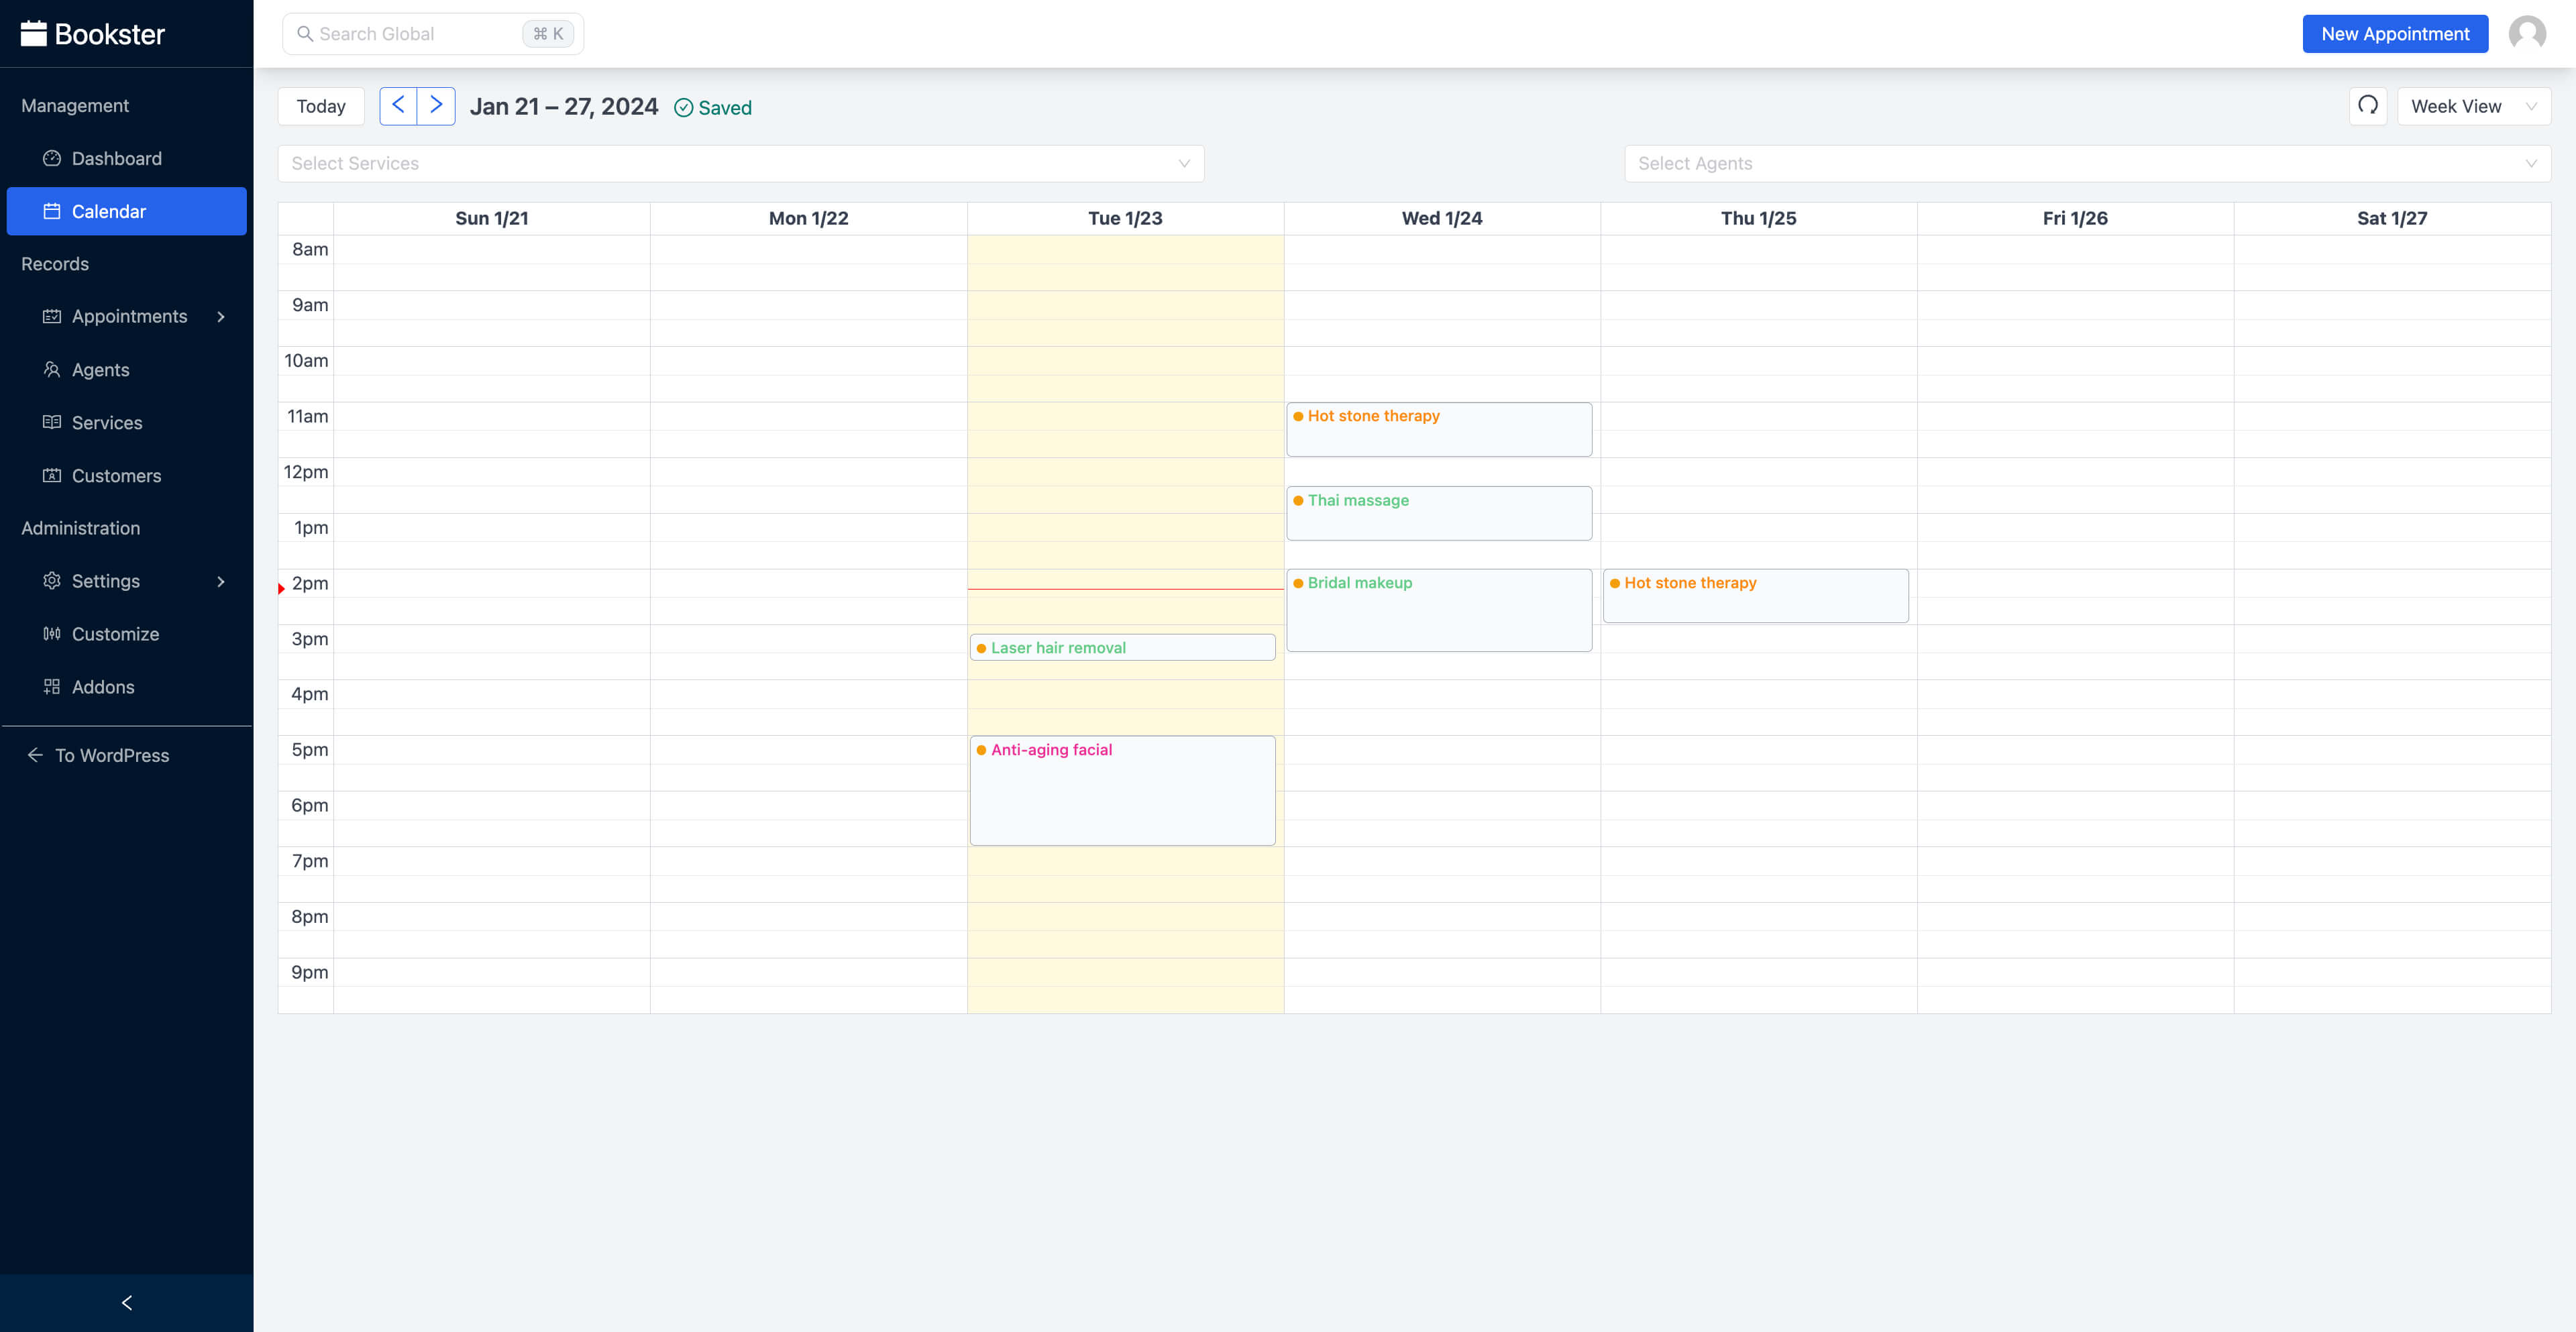 Bookster
Search Global
⌘ K
New Appointment
Management
Dashboard
Calendar
Records
Appointments
Agents
Services
Customers
Administration
Settings
Customize
Addons
To WordPress
Today
Jan 21 – 27, 2024
Saved
Week View
Select Services
Select Agents
Sun 1/21
Mon 1/22
Tue 1/23
Wed 1/24
Thu 1/25
Fri 1/26
Sat 1/27
8am
9am
10am
11am
Hot stone therapy
12pm
Thai massage
1pm
2pm
Bridal makeup
Hot stone therapy
3pm
Laser hair removal
4pm
5pm
Anti-aging facial
6pm
7pm
8pm
9pm